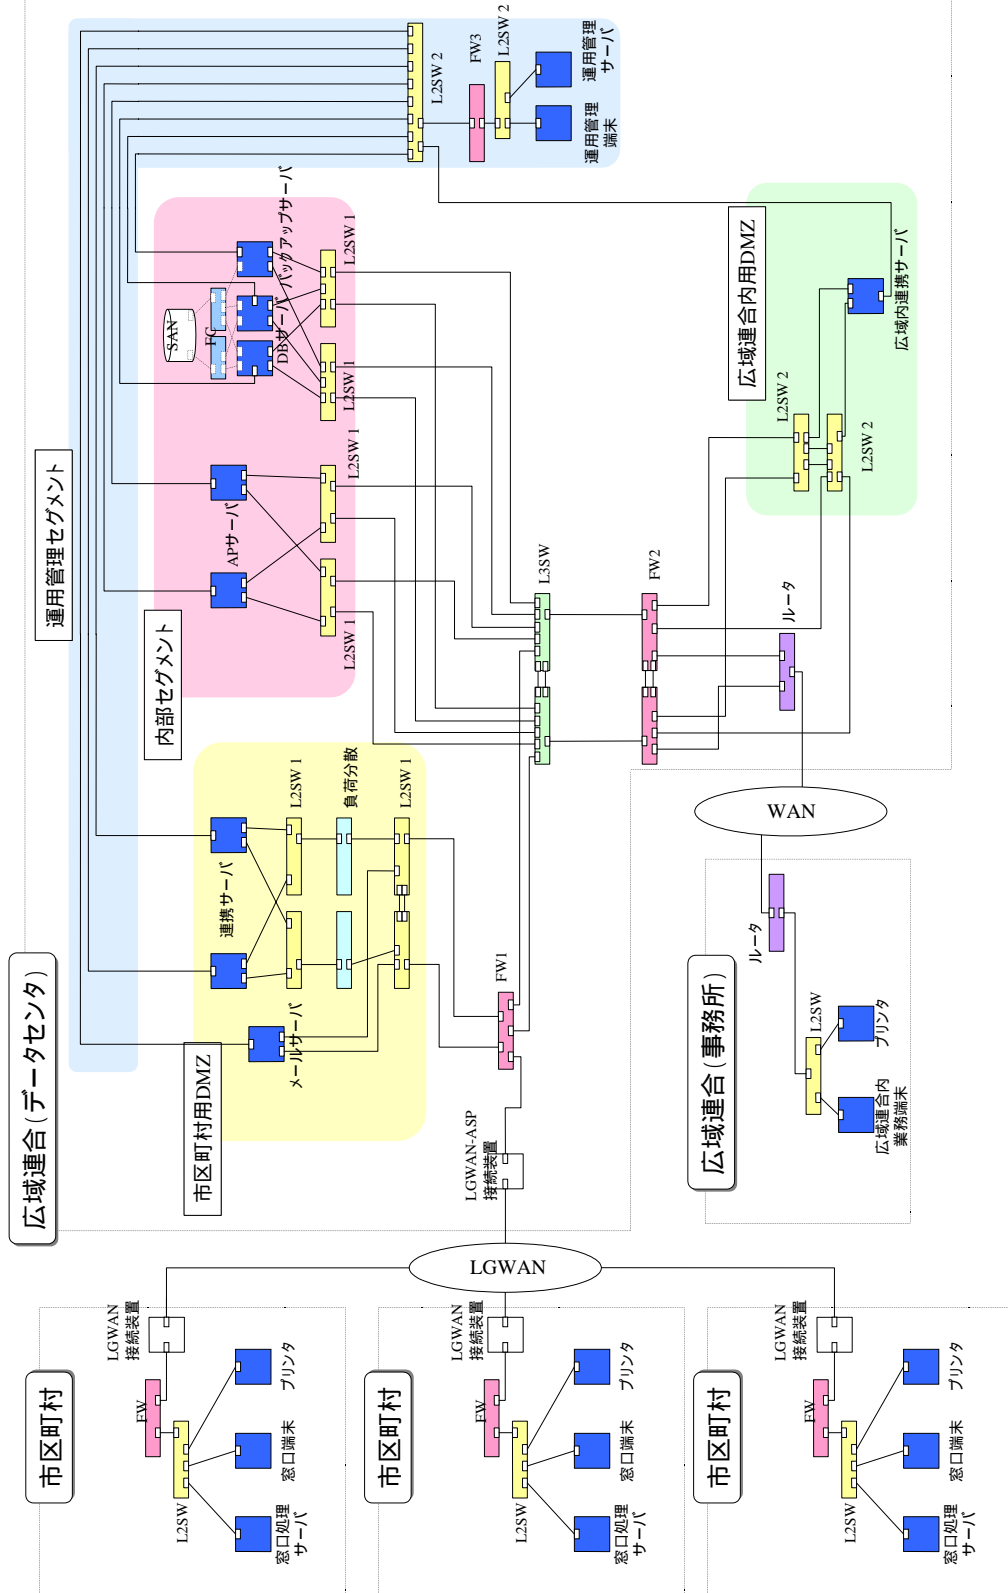 広域連合(データセンタ)
運用管理セグメント
L2SW 2
FW3
L2SW 2
運用管理
端末
運用管理
サーバ
内部セグメント
APサーバ
L2SW 1
L2SW 1
SAN
FC
DBサーバ
バックアップサーバ
L2SW 1
L2SW 1
市区町村用DMZ
メールサーバ
連携サーバ
L2SW 1
負荷分散
L2SW 1
FW1
L3SW
FW2
LGWAN-ASP
接続装置
広域連合内用DMZ
L2SW 2
L2SW 2
広域内連携サーバ
ルータ
WAN
広域連合(事務所)
ルータ
L2SW
広域連合内
業務端末
プリンタ
LGWAN
市区町村
LGWAN
接続装置
FW
L2SW
窓口処理
サーバ
窓口端末
プリンタ
市区町村
LGWAN
接続装置
FW
L2SW
窓口処理
サーバ
窓口端末
プリンタ
市区町村
LGWAN
接続装置
FW
L2SW
窓口処理
サーバ
窓口端末
プリンタ